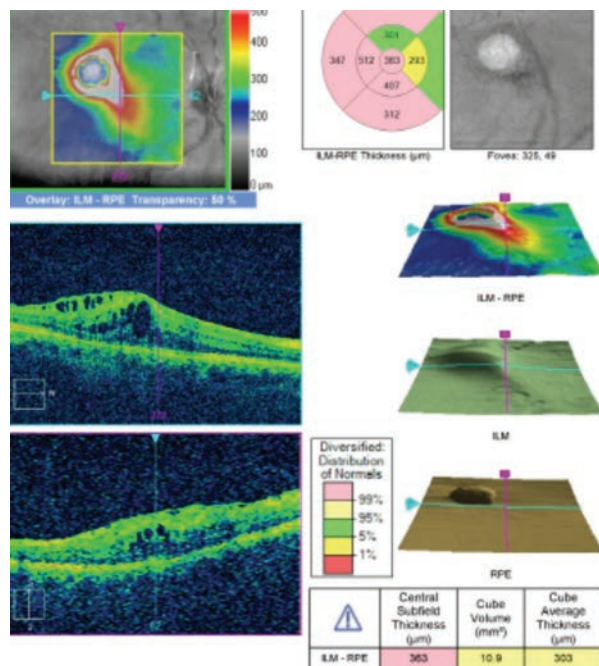 500
400
300
200
100
0 µm
Overlay: ILM - RPE Transparency: 50 %
301
347
512
363
293
407
312
ILM-RPE Thickness (µm)
Fovea: 325, 49
ILM - RPE
ILM
RPE
Diversified:
Distribution
of Normals
99%
95%
5%
1%
Central Subfield Thickness (µm)
Cube Volume (mm³)
Cube Average Thickness (µm)
ILM - RPE 363 10.9 303